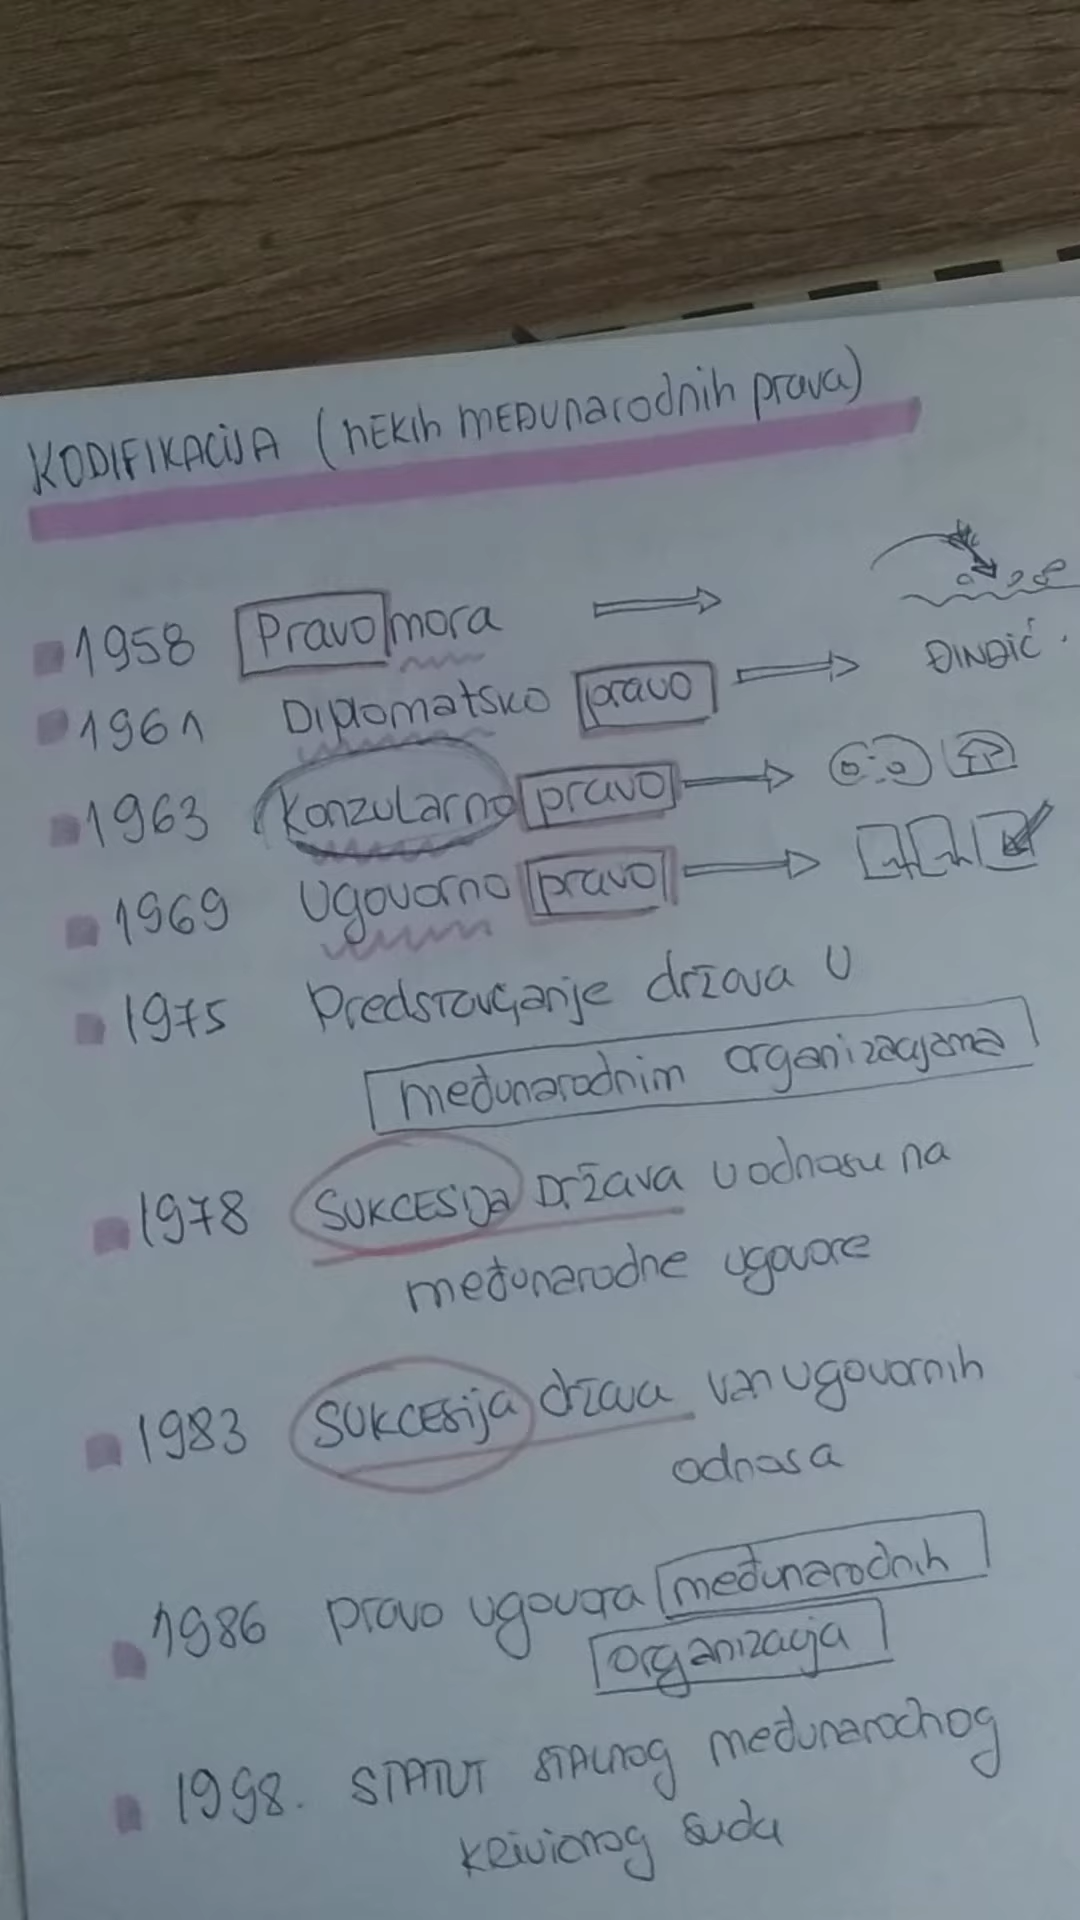 KODIFIKACIJA (nEKih mEĐUnarodnih prava)
1958 Pravo mora
1961 Diplomatsko pravo ĐINĐIĆ.
1963 Konzularno pravo
1969 Ugovorno pravo
1975 Predstavljanje država U
međunarodnim organizacijama
1978 SUKCESIJA DRŽava u odnosu na
međunarodne ugovore
1983 SUKCEsija država van ugovornih
odnosa
1986 pravo ugovora međunarodnih
organizacija
1998. STATUT STALNOg međunarodnog
KRivičnog suda